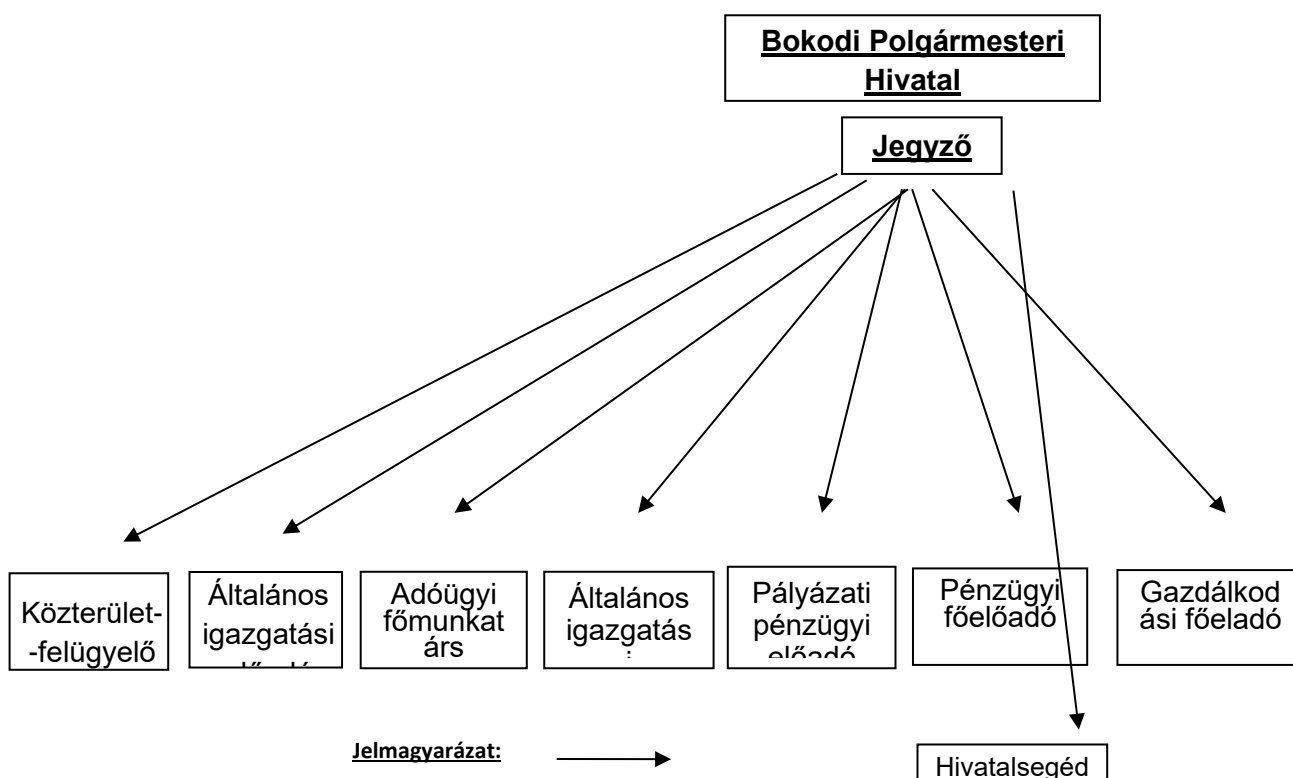 Bokodi Polgármesteri
Hivatal
Jegyző
Közterület-
-felügyelő
Általános
igazgatási
Adóügyi
főmunkat
árs
Általános
igazgatás
Pályázati
pénzügyi
előadó
Pénzügyi
főelőadó
Gazdálkod
ási főeladó
Jelmagyarázat:
Hivatalsegéd